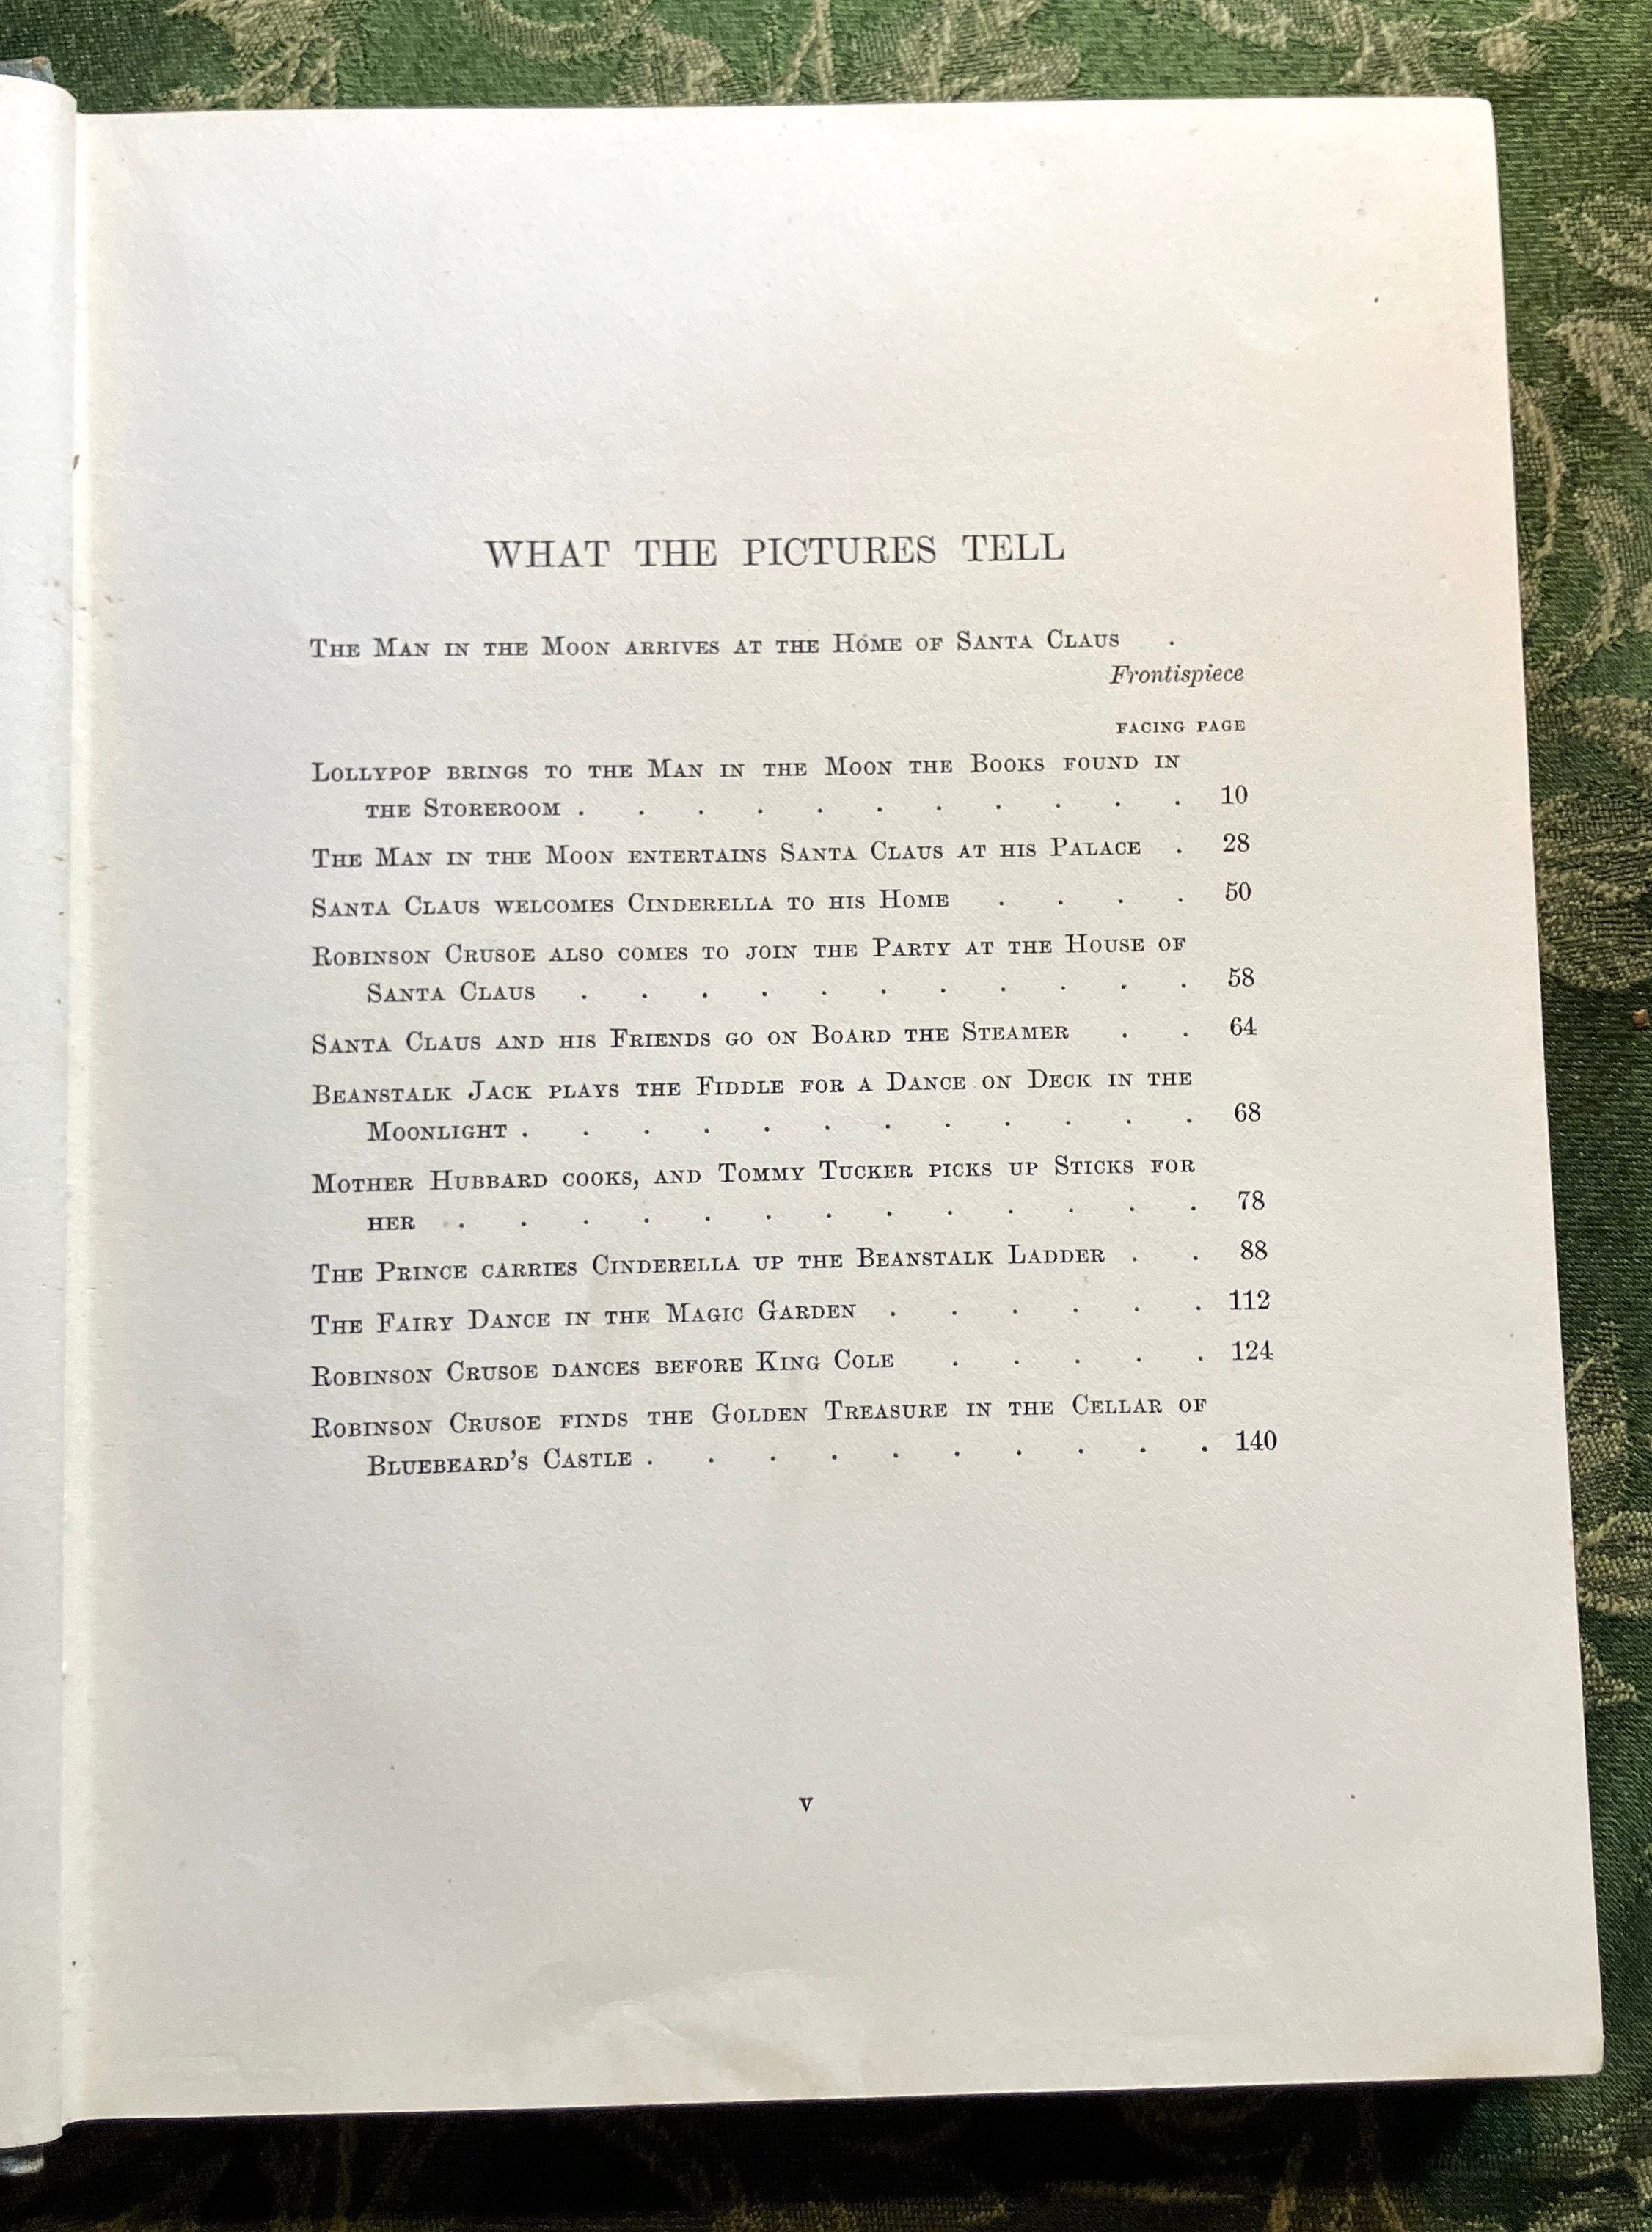 WHAT THE PICTURES TELL
The Man in the Moon arrives at the Home of Santa Claus .
Frontispiece
FACING PAGE
Lollypop brings to the Man in the Moon the Books found in
the Storeroom . . . . . . . . . . . 10
The Man in the Moon entertains Santa Claus at his Palace . 28
Santa Claus welcomes Cinderella to his Home . . . . 50
Robinson Crusoe also comes to join the Party at the House of
Santa Claus . . . . . . . . . . . 58
Santa Claus and his Friends go on Board the Steamer . . 64
Beanstalk Jack plays the Fiddle for a Dance on Deck in the
Moonlight . . . . . . . . . . . . 68
Mother Hubbard cooks, and Tommy Tucker picks up Sticks for
her . . . . . . . . . . . . . 78
The Prince carries Cinderella up the Beanstalk Ladder . . 88
The Fairy Dance in the Magic Garden . . . . . . 112
Robinson Crusoe dances before King Cole . . . . . 124
Robinson Crusoe finds the Golden Treasure in the Cellar of
Bluebeard's Castle . . . . . . . . . . 140
v